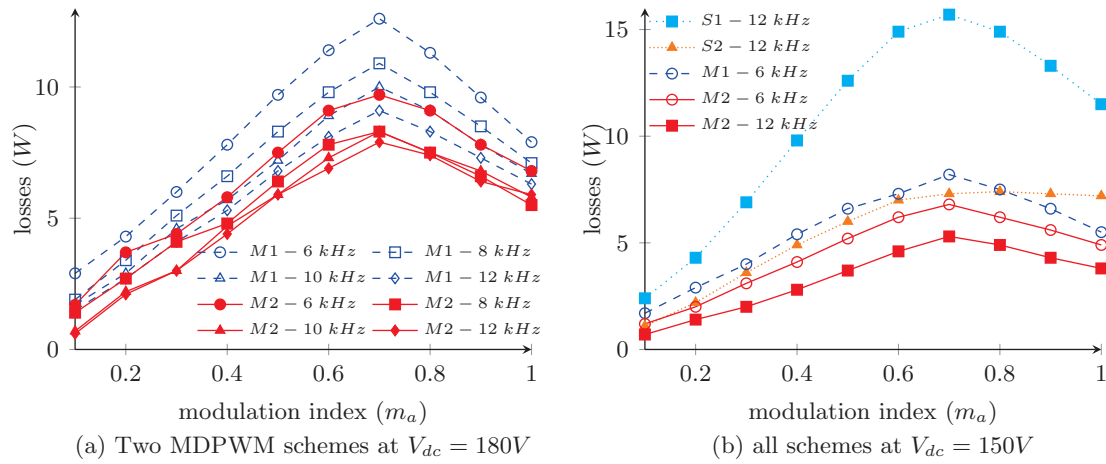 10
5
0
losses (W)
M1 − 6 kHz
M1 − 8 kHz
M1 − 10 kHz
M1 − 12 kHz
M2 − 6 kHz
M2 − 8 kHz
M2 − 10 kHz
M2 − 12 kHz
0.2 0.4 0.6 0.8 1
modulation index (m_a)
(a) Two MDPWM schemes at V_dc = 180V
15
10
5
0
losses (W)
S1 − 12 kHz
S2 − 12 kHz
M1 − 6 kHz
M2 − 6 kHz
M2 − 12 kHz
0.2 0.4 0.6 0.8 1
modulation index (m_a)
(b) all schemes at V_dc = 150V